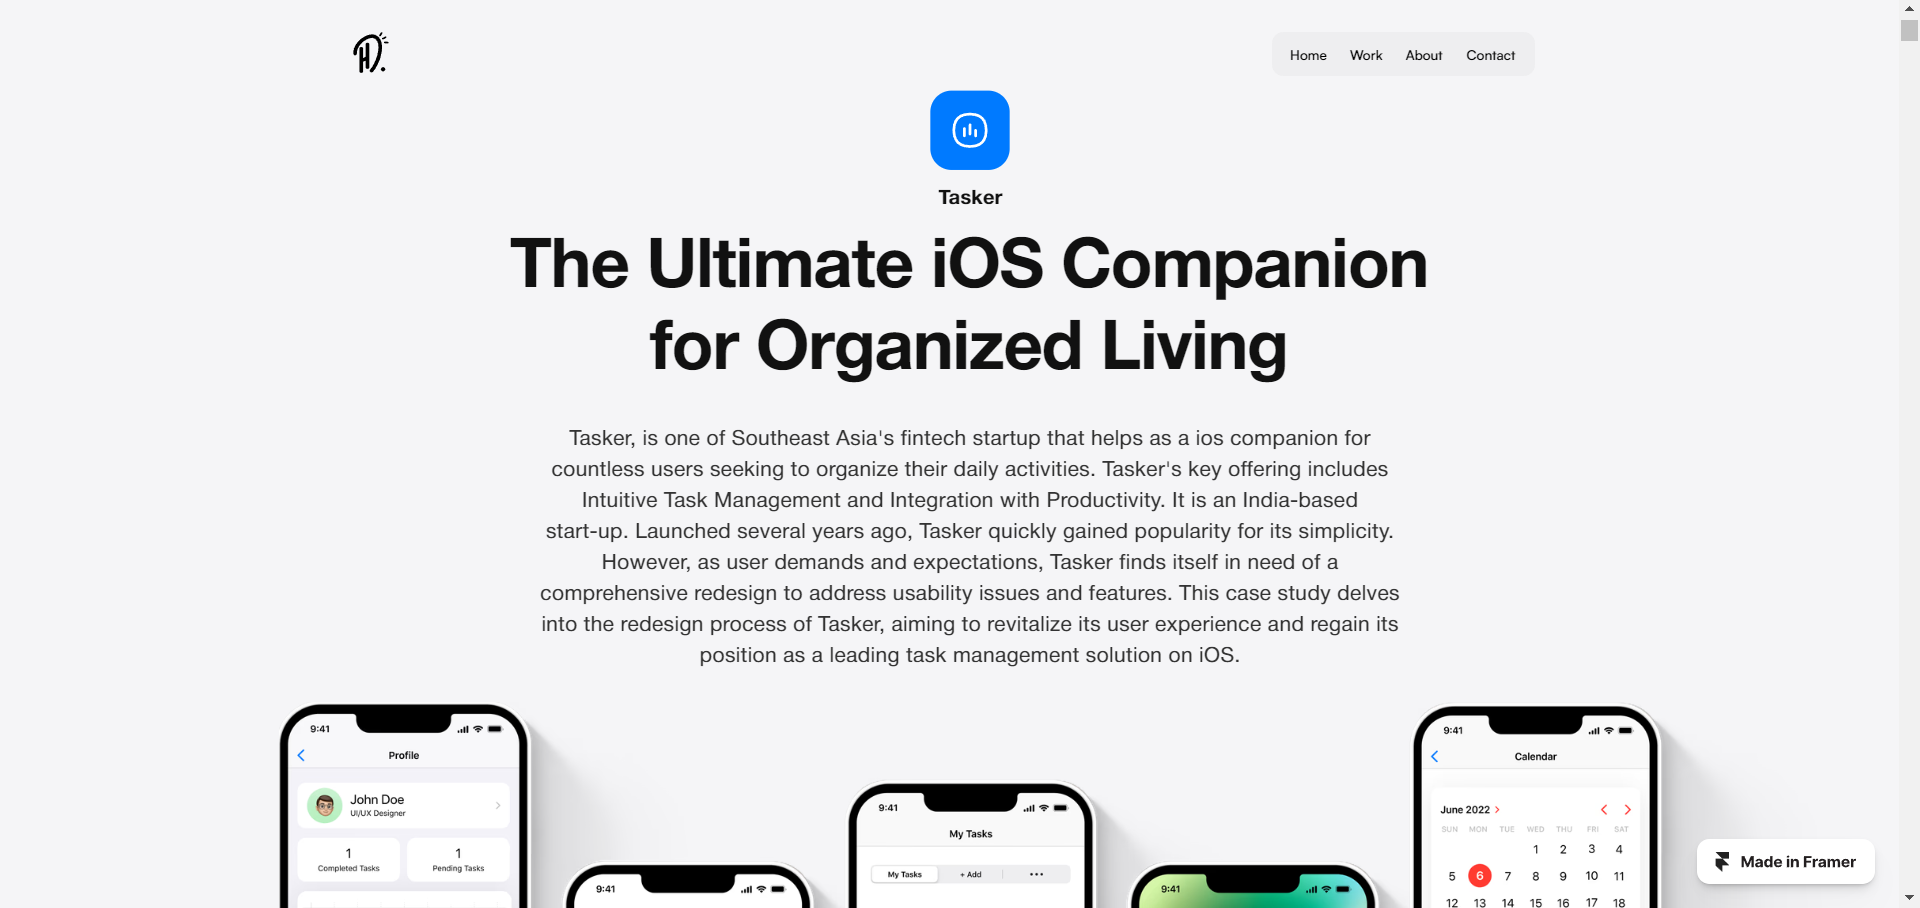 HD.
Home Work About Contact
Tasker
The Ultimate iOS Companion
for Organized Living
Tasker, is one of Southeast Asia's fintech startup that helps as a ios companion for
countless users seeking to organize their daily activities. Tasker's key offering includes
Intuitive Task Management and Integration with Productivity. It is an India-based
start-up. Launched several years ago, Tasker quickly gained popularity for its simplicity.
However, as user demands and expectations, Tasker finds itself in need of a
comprehensive redesign to address usability issues and features. This case study delves
into the redesign process of Tasker, aiming to revitalize its user experience and regain its
position as a leading task management solution on iOS.
9:41
Profile
John Doe
UI/UX Designer
1
Completed Tasks
1
Pending Tasks
9:41
9:41
My Tasks
My Tasks + Add
9:41
9:41
Calendar
June 2022
SUN MON TUE WED THU FRI SAT
1 2 3 4
5 6 7 8 9 10 11
12 13 14 15 16 17 18
Made in Framer